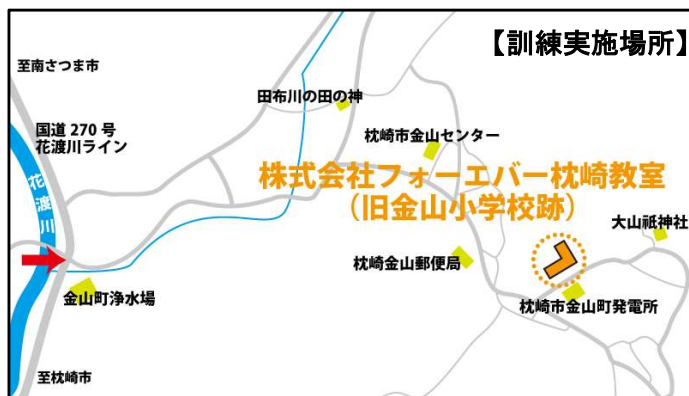 【訓練実施場所】
至南さつま市
国道 270 号
花渡川ライン
花渡川
田布川の田の神
枕崎市金山センター
株式会社フォーエバー枕崎教室
（旧金山小学校跡）
大山祇神社
枕崎金山郵便局
枕崎市金山町発電所
金山町浄水場
至枕崎市